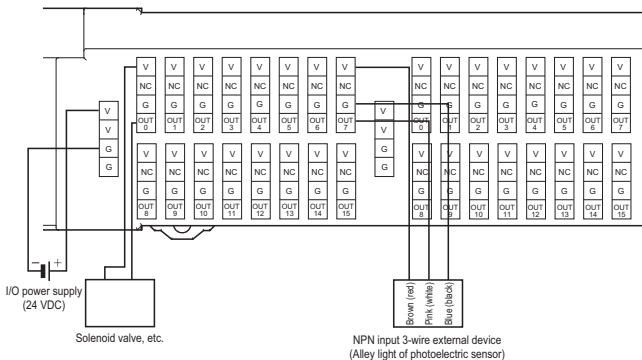 V V V V V V V V V V V V V V V V
NC NC NC NC NC NC NC NC NC NC NC NC NC NC NC NC
G G G G G G G G G G G G G G G G
OUT 0 OUT 1 OUT 2 OUT 3 OUT 4 OUT 5 OUT 6 OUT 7 OUT 0 OUT 1 OUT 2 OUT 3 OUT 4 OUT 5 OUT 6 OUT 7
V V
V V
G G
G G
V V V V V V V V V V V V V V V V
NC NC NC NC NC NC NC NC NC NC NC NC NC NC NC NC
G G G G G G G G G G G G G G G G
OUT 8 OUT 9 OUT 10 OUT 11 OUT 12 OUT 13 OUT 14 OUT 15 OUT 8 OUT 9 OUT 10 OUT 11 OUT 12 OUT 13 OUT 14 OUT 15
− +
I/O power supply
(24 VDC)
Solenoid valve, etc.
Brown (red)
Pink (white)
Blue (black)
NPN input 3-wire external device
(Alley light of photoelectric sensor)